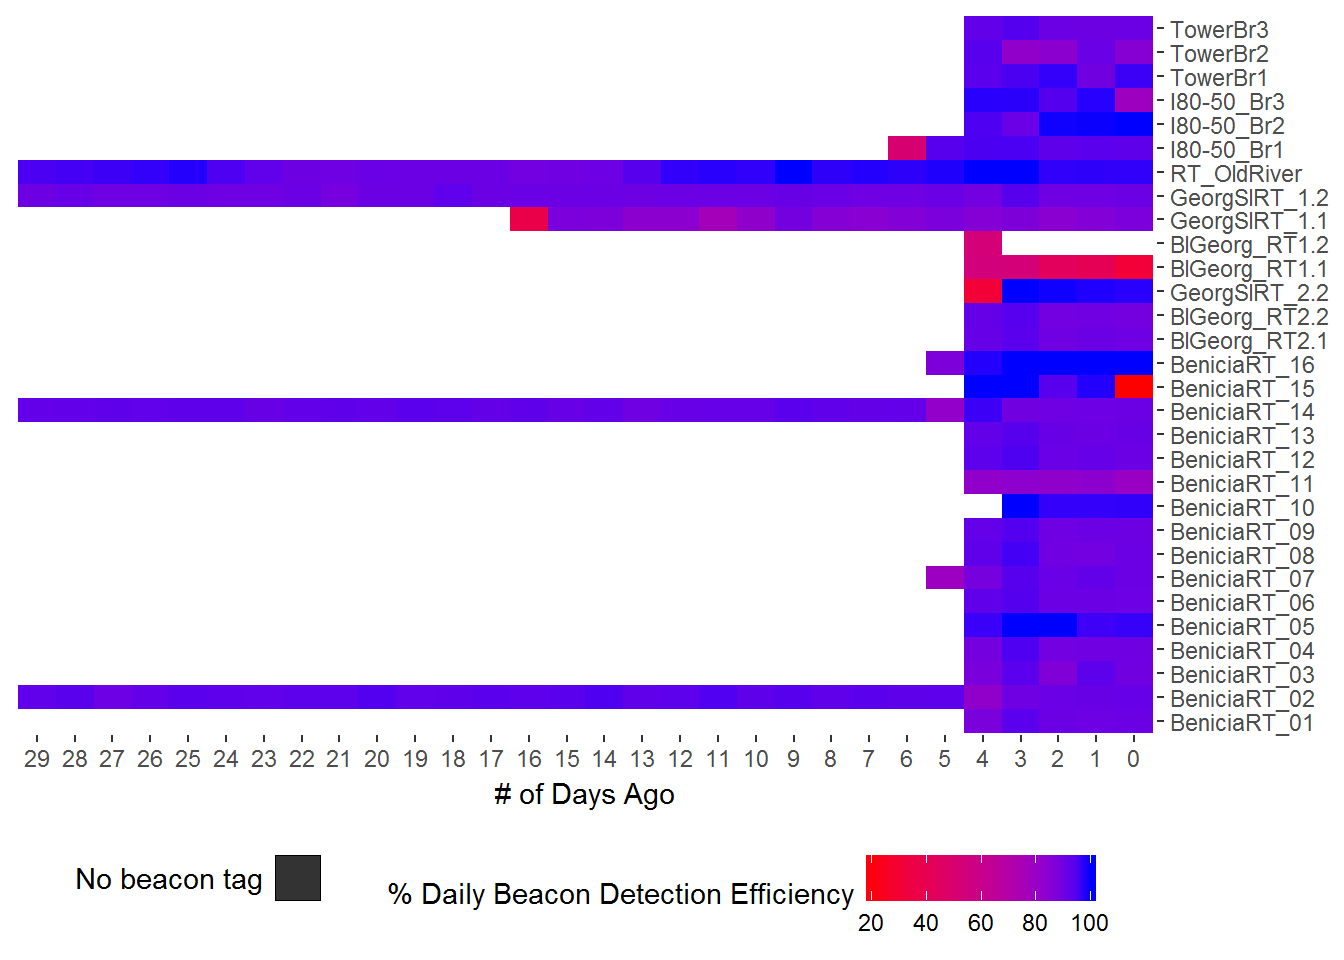 TowerBr3
TowerBr2
TowerBr1
I80-50_Br3
I80-50_Br2
I80-50_Br1
RT_OldRiver
GeorgSlRT_1.2
GeorgSlRT_1.1
BlGeorg_RT1.2
BlGeorg_RT1.1
GeorgSlRT_2.2
BlGeorg_RT2.2
BlGeorg_RT2.1
BeniciaRT_16
BeniciaRT_15
BeniciaRT_14
BeniciaRT_13
BeniciaRT_12
BeniciaRT_11
BeniciaRT_10
BeniciaRT_09
BeniciaRT_08
BeniciaRT_07
BeniciaRT_06
BeniciaRT_05
BeniciaRT_04
BeniciaRT_03
BeniciaRT_02
BeniciaRT_01
29 28 27 26 25 24 23 22 21 20 19 18 17 16 15 14 13 12 11 10 9 8 7 6 5 4 3 2 1 0
# of Days Ago
No beacon tag
% Daily Beacon Detection Efficiency
20 40 60 80 100